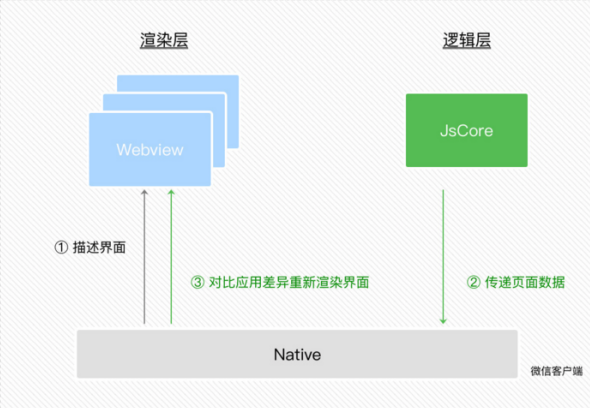 渲染层
逻辑层
Webview
JsCore
① 描述界面
③ 对比应用差异重新渲染界面
② 传递页面数据
Native
微信客户端